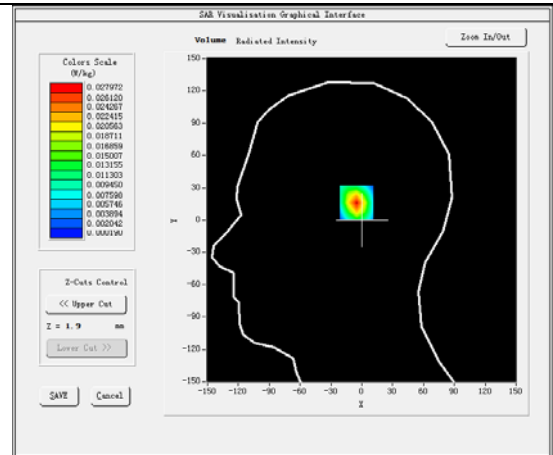 SAR Visualisation Graphical Interface
Volume Radiated Intensity
Zoom In/Out
Colors Scale
(W/kg)
0.027972
0.026120
0.024267
0.022415
0.020563
0.018711
0.016859
0.015007
0.013155
0.011303
0.009450
0.007598
0.005746
0.003894
0.002042
0.000190
Z-Cuts Control
<< Upper Cut
Z = 1.9 mm
Lower Cut >>
SAVE Cancel
150
120
90
60
30
0
-30
-60
-90
-120
-150
Y
-150 -120 -90 -60 -30 0 30 60 90 120 150
X